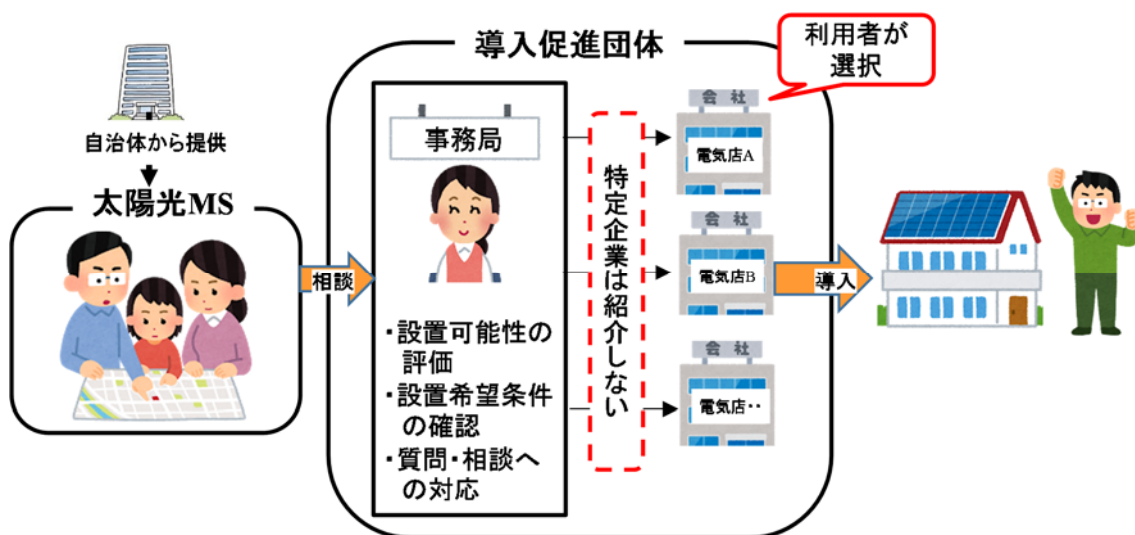 自治体から提供
太陽光MS
相談
導入促進団体
事務局
・設置可能性の
評価
・設置希望条件
の確認
・質問・相談へ
の対応
特定企業は紹介しない
利用者が
選択
会 社
電気店A
会 社
電気店B
会 社
電気店‥
導入